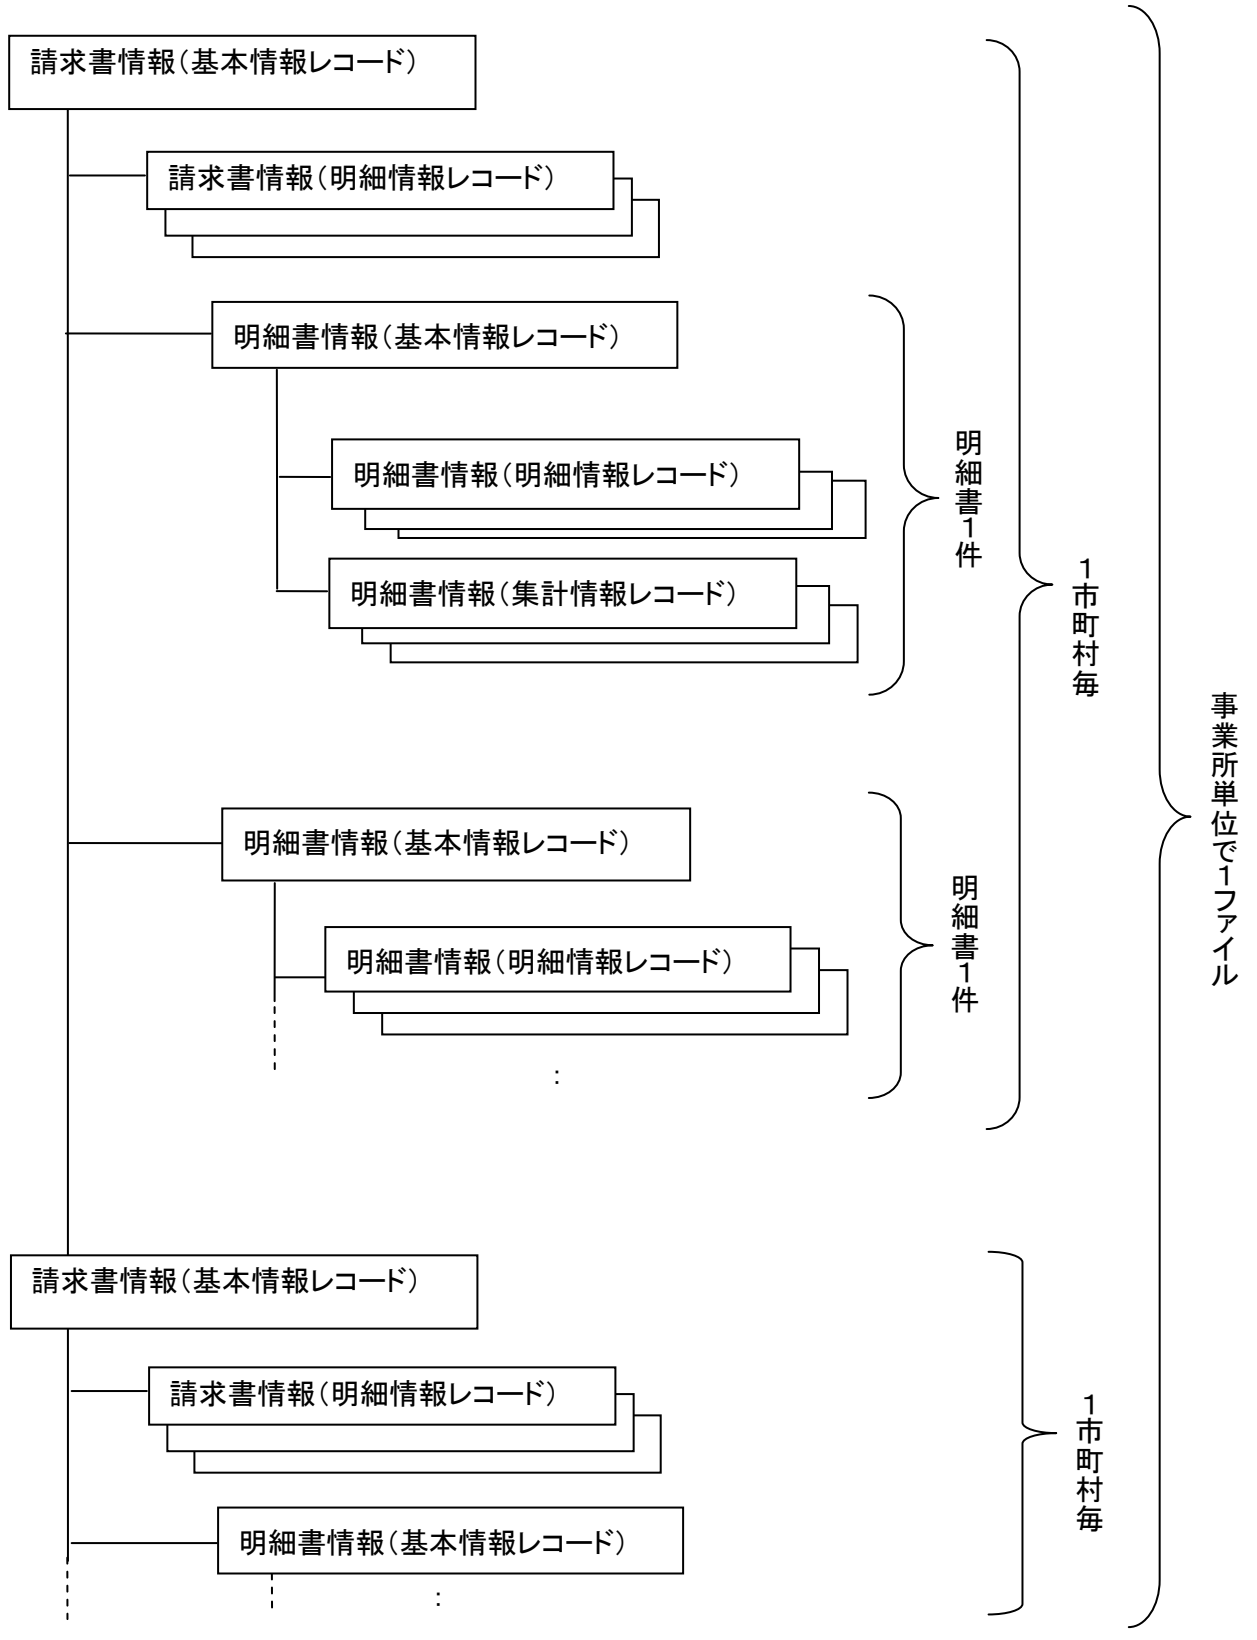 請求書情報(基本情報レコード)
請求書情報(明細情報レコード)
明細書情報(基本情報レコード)
明細書情報(明細情報レコード)
明細書情報(集計情報レコード)
明細書1件
明細書情報(基本情報レコード)
明細書情報(明細情報レコード)
:
明細書1件
1市町村毎
請求書情報(基本情報レコード)
請求書情報(明細情報レコード)
明細書情報(基本情報レコード)
:
1市町村毎
事業所単位で1ファイル